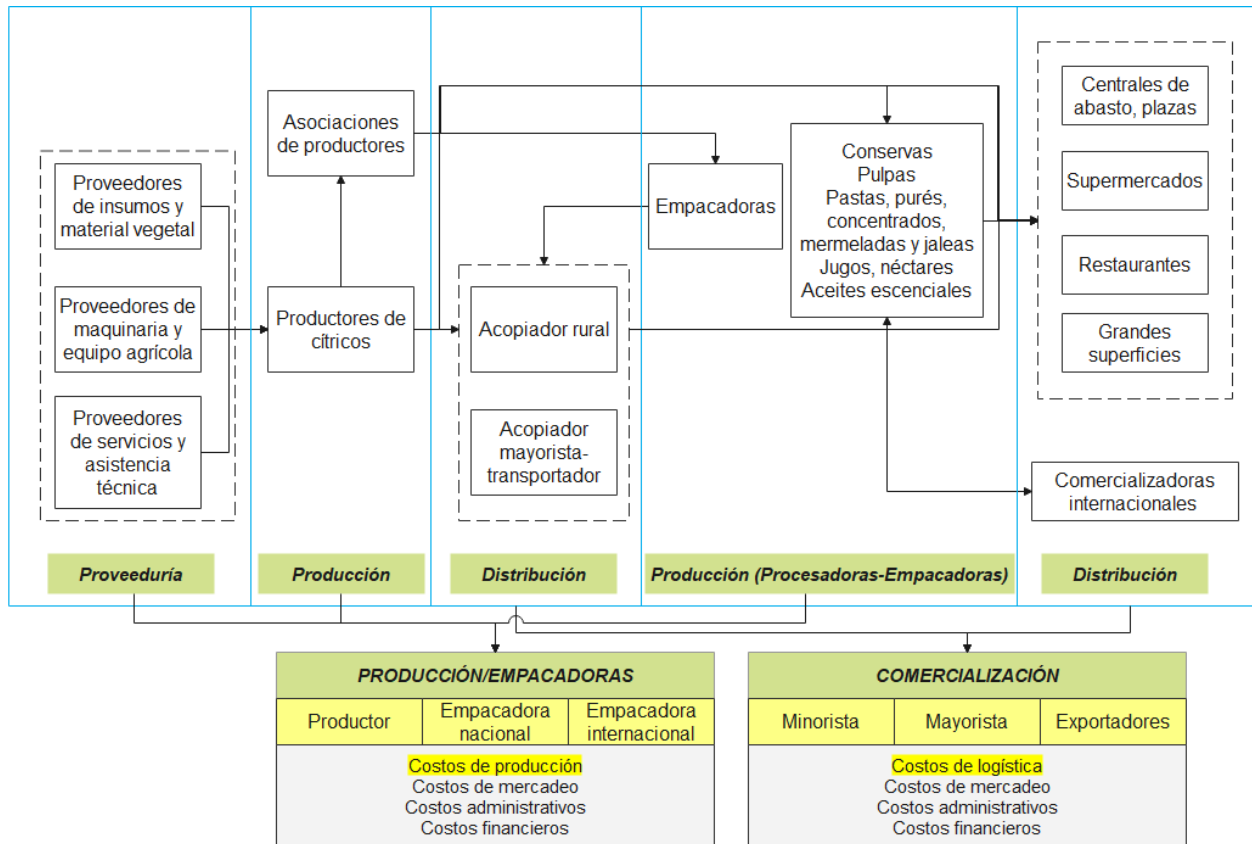 Proveedores
de insumos y
material vegetal
Proveedores de
maquinaria y
equipo agrícola
Proveedores
de servicios y
asistencia
técnica
Asociaciones
de productores
Productores de
cítricos
Acopiador rural
Acopiador
mayorista-
transportador
Empacadoras
Conservas
Pulpas
Pastas, purés,
concentrados,
mermeladas y jaleas
Jugos, néctares
Aceites escenciales
Centrales de
abasto, plazas
Supermercados
Restaurantes
Grandes
superficies
Comercializadoras
internacionales
Proveeduría
Producción
Distribución
Producción (Procesadoras-Empacadoras)
Distribución
PRODUCCIÓN/EMPACADORAS
Productor
Empacadora
nacional
Empacadora
internacional
Costos de producción
Costos de mercadeo
Costos administrativos
Costos financieros
COMERCIALIZACIÓN
Minorista
Mayorista
Exportadores
Costos de logística
Costos de mercadeo
Costos administrativos
Costos financieros